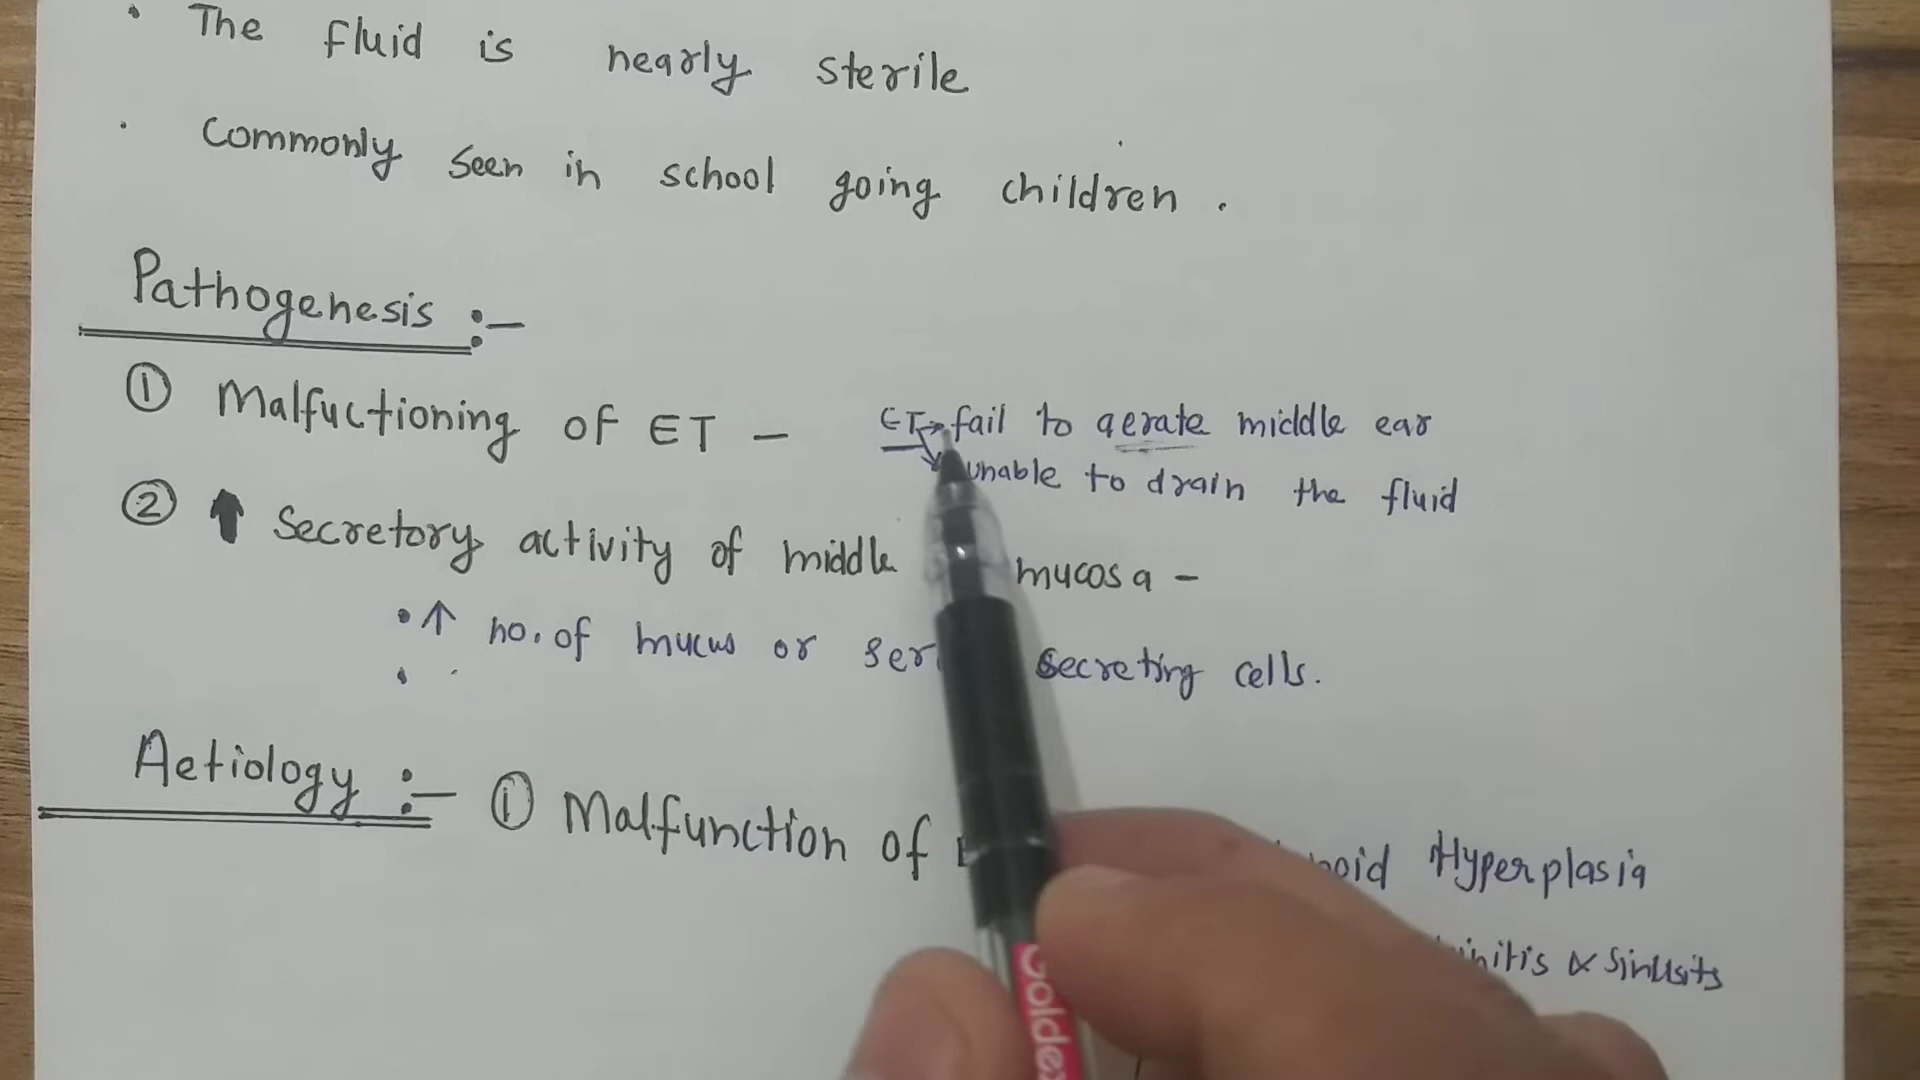 • The fluid is nearly sterile
• Commonly seen in school going children.
Pathogenesis :-
① Malfuctioning of ET - ET→ fail to aerate middle ear
↘ unable to drain the fluid
② ↑ Secretory activity of middle mucosa -
• ↑ no. of mucus or secreting cells.
•
Aetiology :- ① Malfunction of Hyperplasia
& Sinusits
Goldex